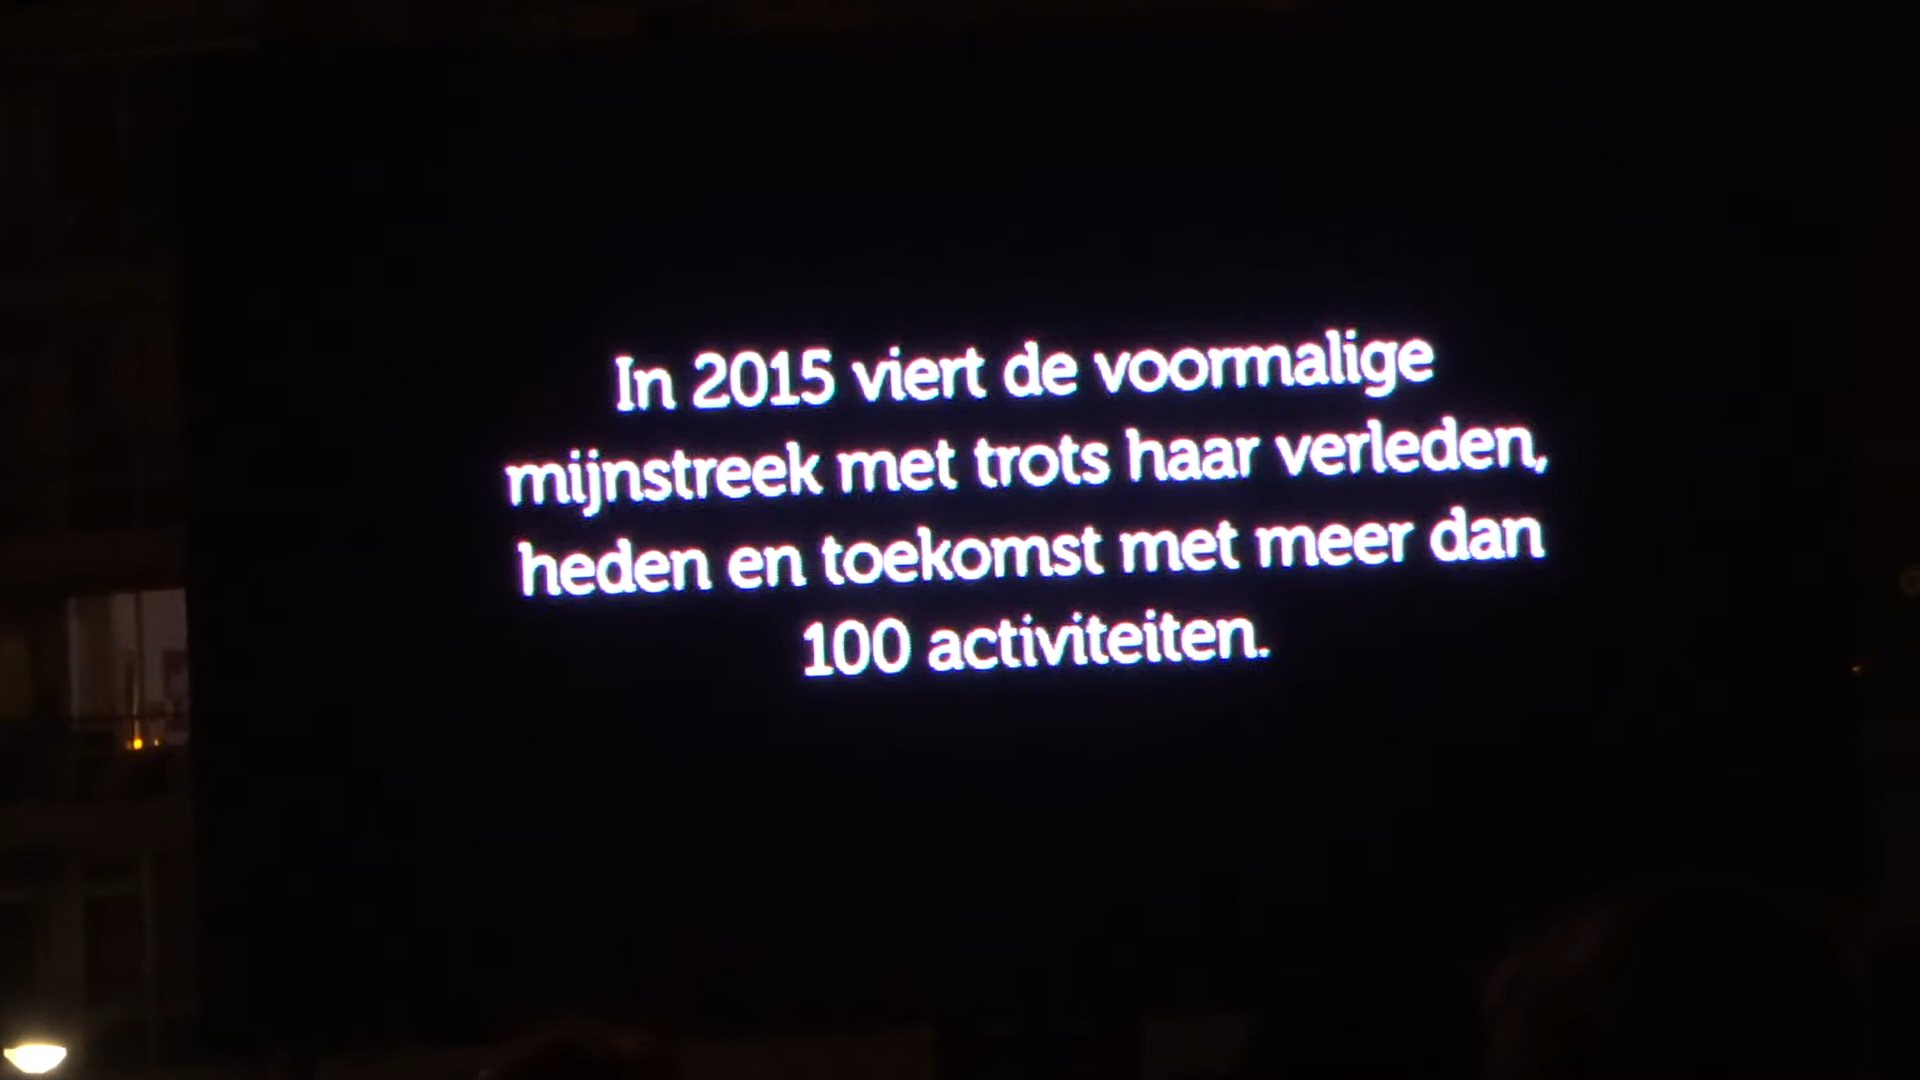 In 2015 viert de voormalige
mijnstreek met trots haar verleden,
heden en toekomst met meer dan
100 activiteiten.